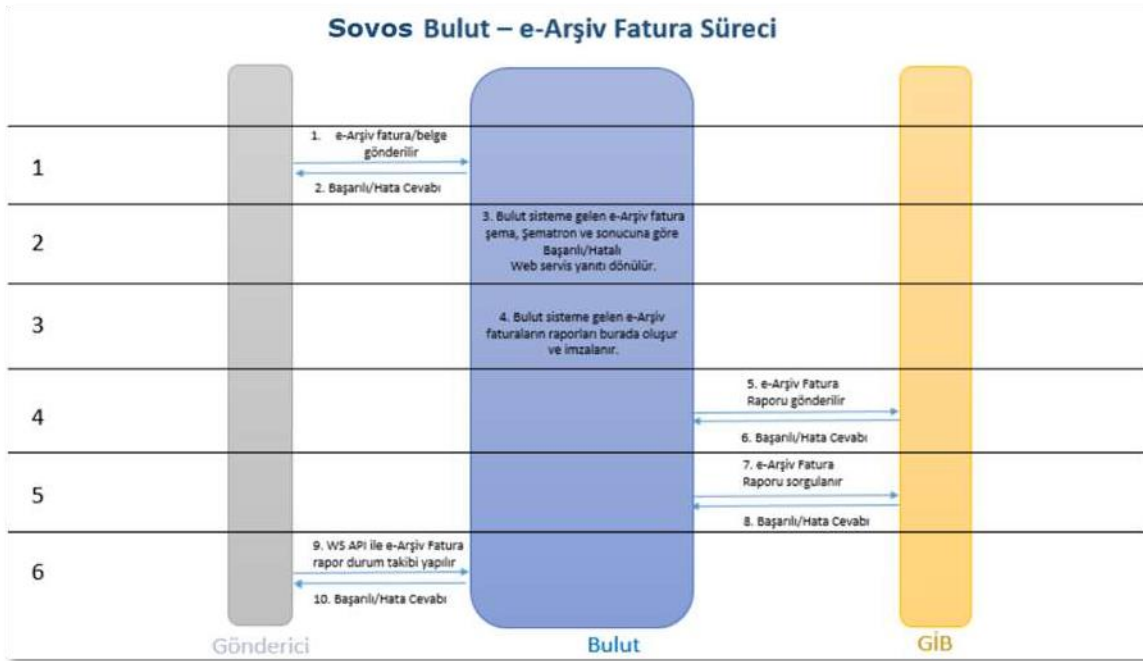 Sovos Bulut – e-Arşiv Fatura Süreci
1
1. e-Arşiv fatura/belge
gönderilir
2. Başarılı/Hata Cevabı
2
3. Bulut sisteme gelen e-Arşiv fatura
şema, Şematron ve sonucuna göre
Başarılı/Hatalı
Web servis yanıtı dönülür.
3
4. Bulut sisteme gelen e-Arşiv
faturaların raporları burada oluşur
ve imzalanır.
4
5. e-Arşiv Fatura
Raporu gönderilir
6. Başarılı/Hata Cevabı
5
7. e-Arşiv Fatura
Raporu sorgulanır
8. Başarılı/Hata Cevabı
6
9. WS API ile e-Arşiv Fatura
rapor durum takibi yapılır
10. Başarılı/Hata Cevabı
Gönderici
Bulut
GİB